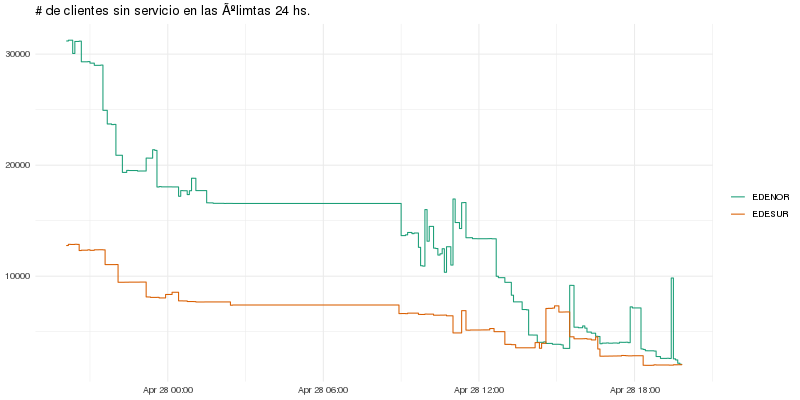 # de clientes sin servicio en las Ãºlimtas 24 hs.
30000
20000
10000
EDENOR
EDESUR
Apr 28 00:00
Apr 28 06:00
Apr 28 12:00
Apr 28 18:00